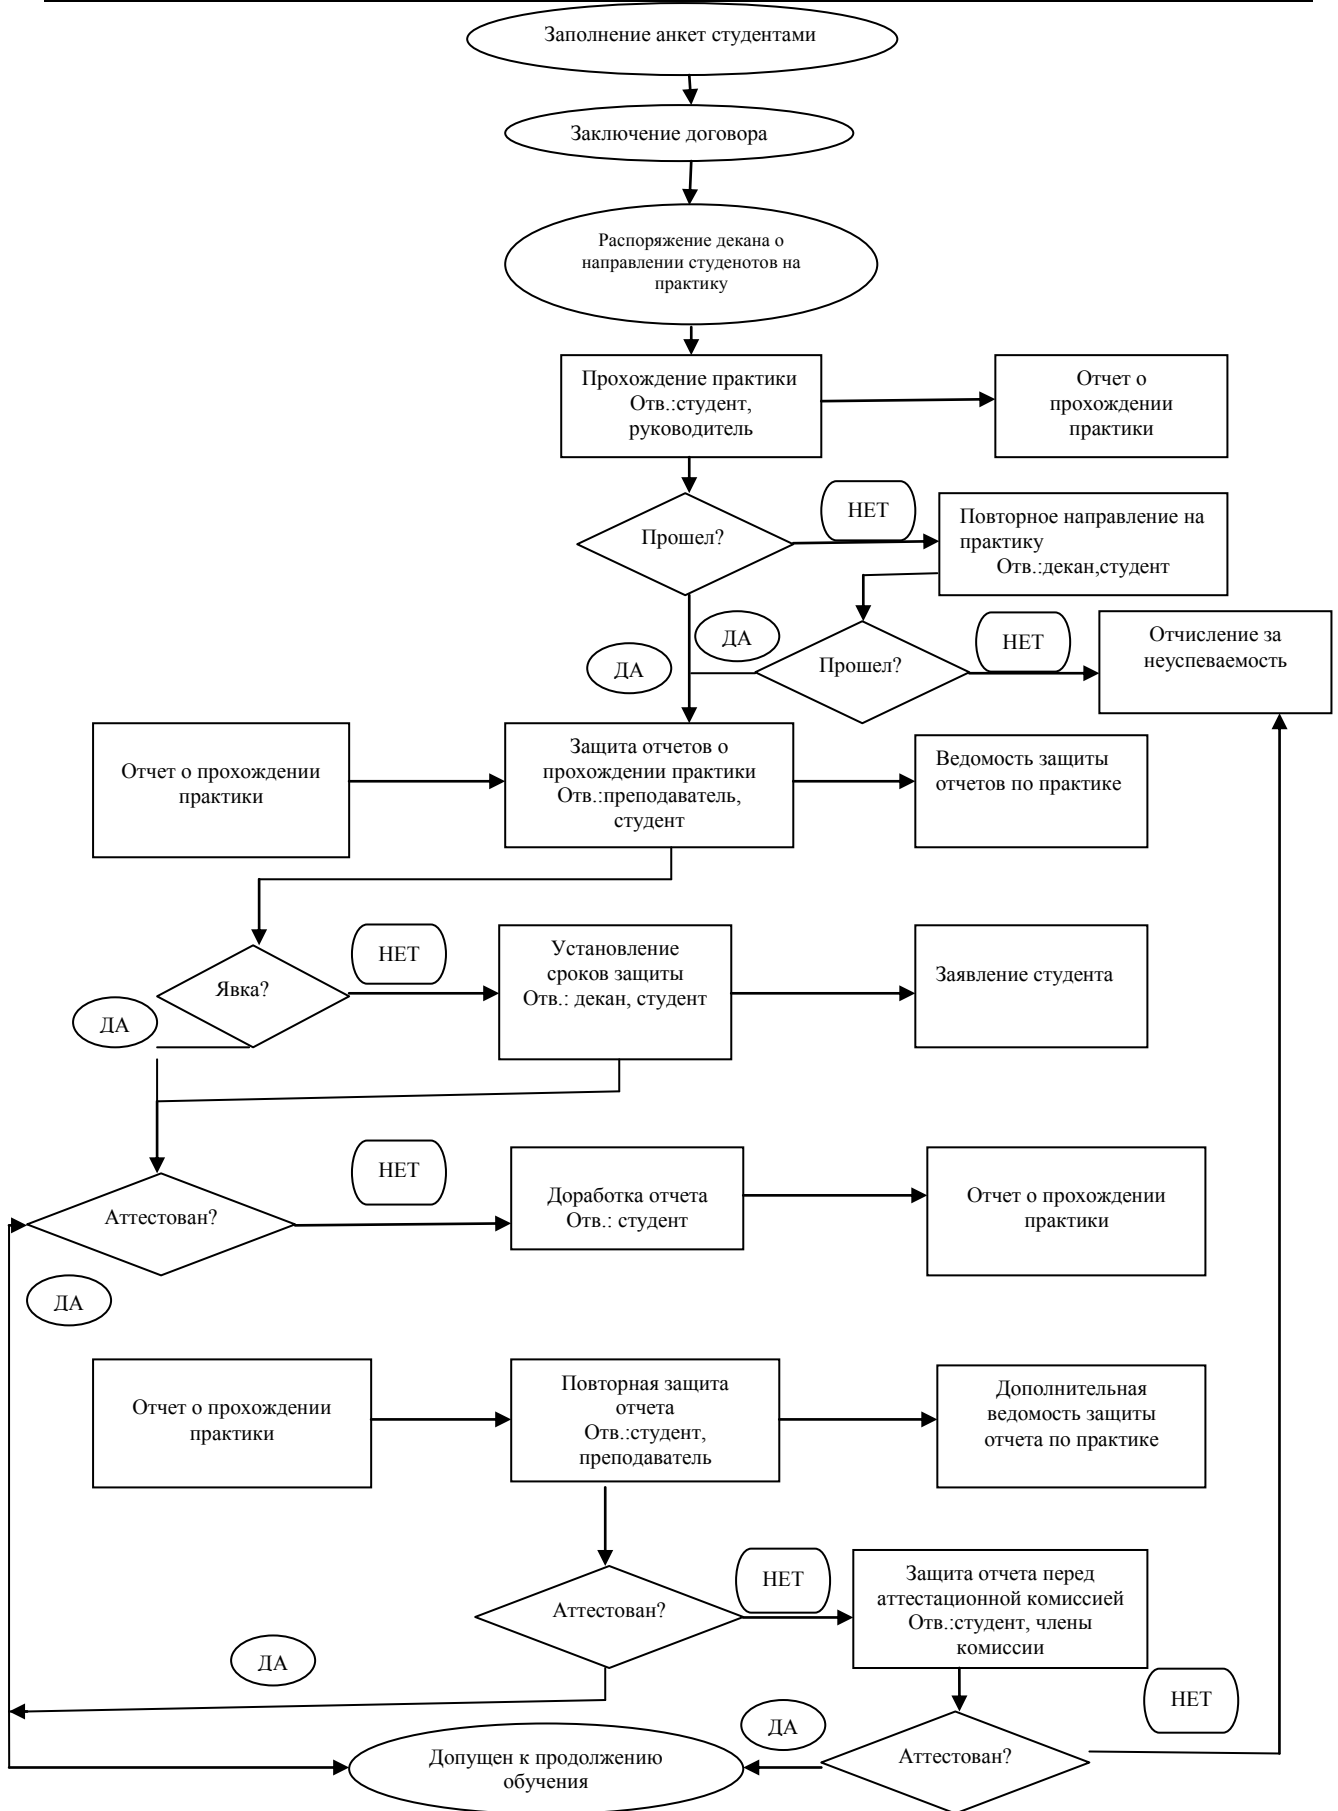 Заполнение анкет студентами
Заключение договора
Распоряжение декана о
направлении студенотов на
практику
Прохождение практики
Отв.:студент,
руководитель
Отчет о
прохождении
практики
Прошел?
НЕТ
Повторное направление на
практику
Отв.:декан,студент
ДА
ДА
Прошел?
НЕТ
Отчисление за
неуспеваемость
Отчет о прохождении
практики
Защита отчетов о
прохождении практики
Отв.:преподаватель,
студент
Ведомость защиты
отчетов по практике
Явка?
ДА
НЕТ
Установление
сроков защиты
Отв.: декан, студент
Заявление студента
Аттестован?
НЕТ
Доработка отчета
Отв.: студент
Отчет о прохождении
практики
ДА
Отчет о прохождении
практики
Повторная защита
отчета
Отв.:студент,
преподаватель
Дополнительная
ведомость защиты
отчета по практике
Аттестован?
НЕТ
Защита отчета перед
аттестационной комиссией
Отв.:студент, члены
комиссии
ДА
НЕТ
Допущен к продолжению
обучения
ДА
Аттестован?